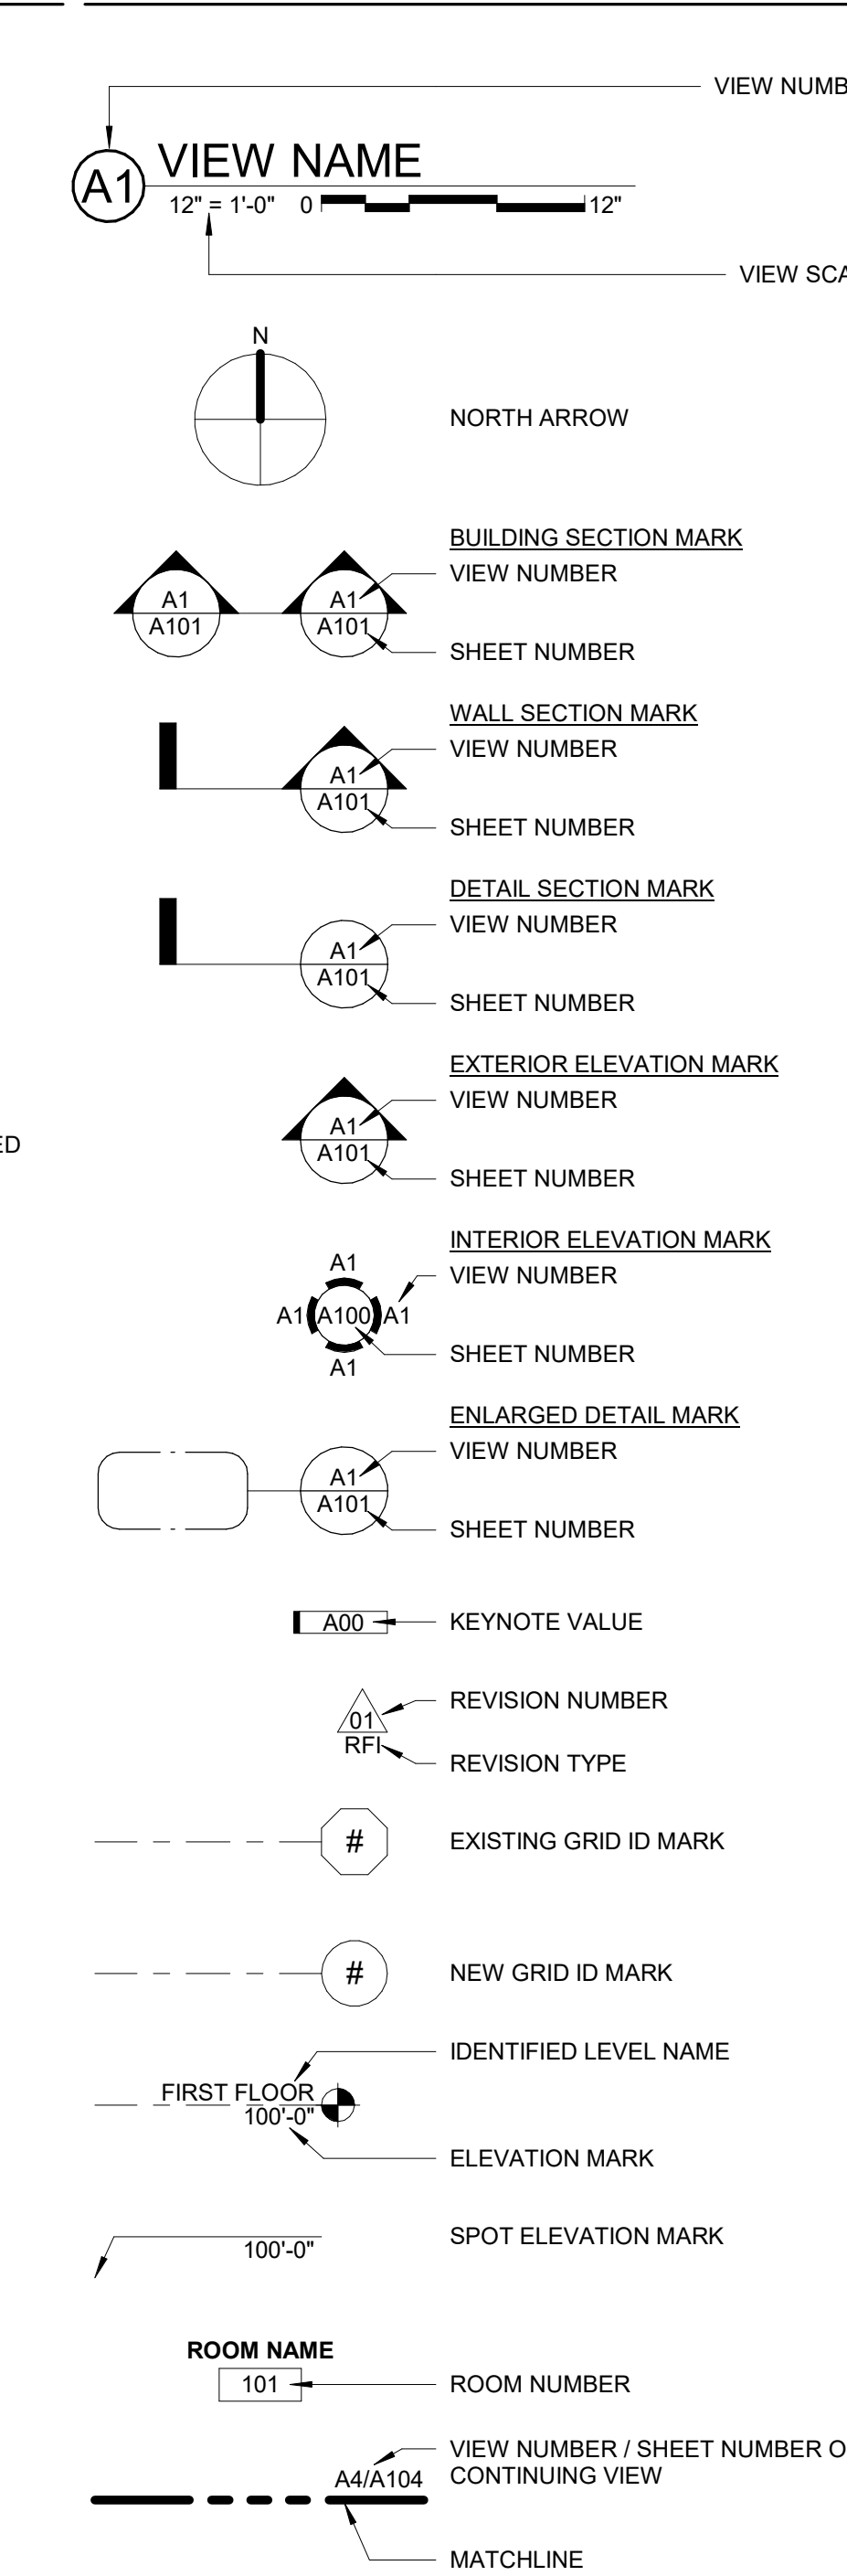 VIEW NUMB
A1
VIEW NAME
12" = 1'-0" 0 12"
VIEW SCA
N
NORTH ARROW
BUILDING SECTION MARK
VIEW NUMBER
A1 A1
A101 A101
SHEET NUMBER
WALL SECTION MARK
VIEW NUMBER
A1
A101
SHEET NUMBER
DETAIL SECTION MARK
VIEW NUMBER
A1
A101
SHEET NUMBER
EXTERIOR ELEVATION MARK
VIEW NUMBER
A1
ED
A101
SHEET NUMBER
INTERIOR ELEVATION MARK
A1
VIEW NUMBER
A1 A100 A1
SHEET NUMBER
A1
ENLARGED DETAIL MARK
VIEW NUMBER
A1
A101
SHEET NUMBER
A00 KEYNOTE VALUE
REVISION NUMBER
01
RFI
REVISION TYPE
# EXISTING GRID ID MARK
# NEW GRID ID MARK
IDENTIFIED LEVEL NAME
FIRST FLOOR
100'-0"
ELEVATION MARK
SPOT ELEVATION MARK
100'-0"
ROOM NAME
101 ROOM NUMBER
VIEW NUMBER / SHEET NUMBER O
A4/A104 CONTINUING VIEW
MATCHLINE